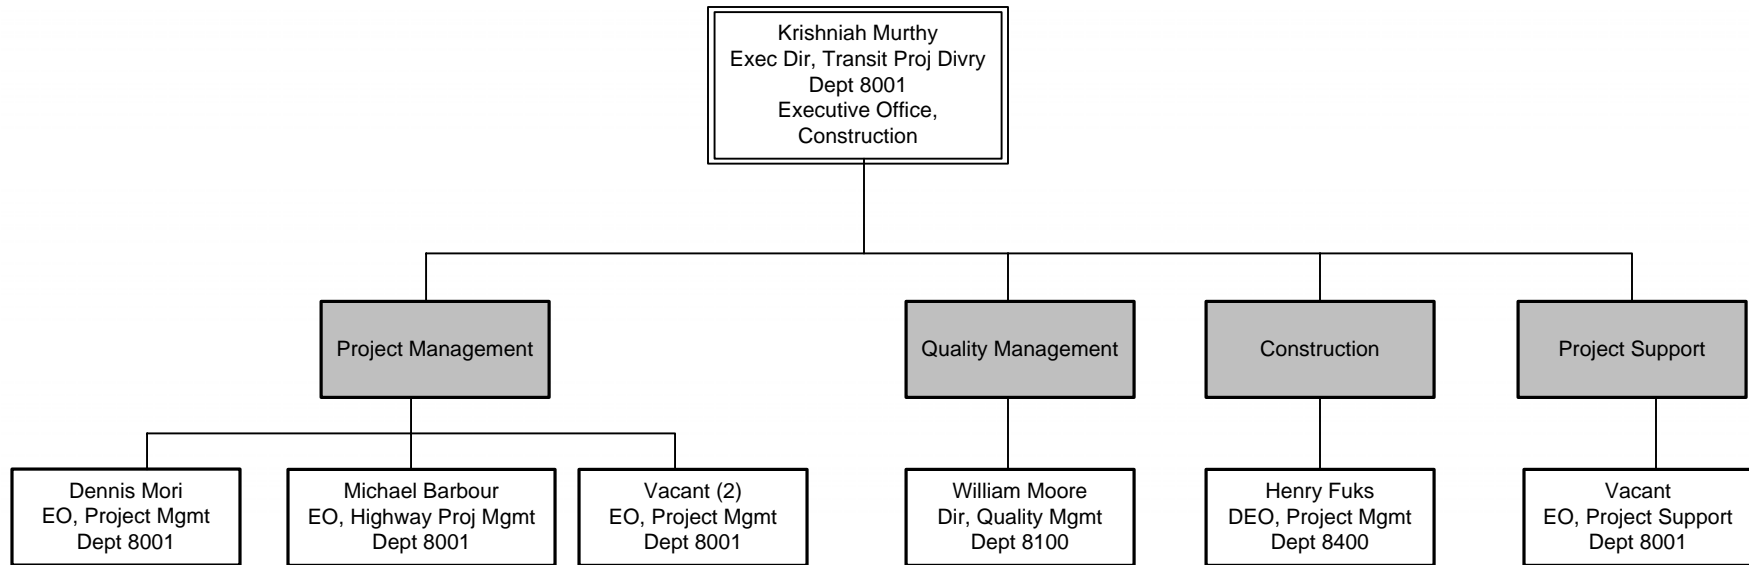 Krishniah Murthy
Exec Dir, Transit Proj Divry
Dept 8001
Executive Office,
Construction
Project Management
Quality Management
Construction
Project Support
Dennis Mori
EO, Project Mgmt
Dept 8001
Michael Barbour
EO, Highway Proj Mgmt
Dept 8001
Vacant (2)
EO, Project Mgmt
Dept 8001
William Moore
Dir, Quality Mgmt
Dept 8100
Henry Fuks
DEO, Project Mgmt
Dept 8400
Vacant
EO, Project Support
Dept 8001